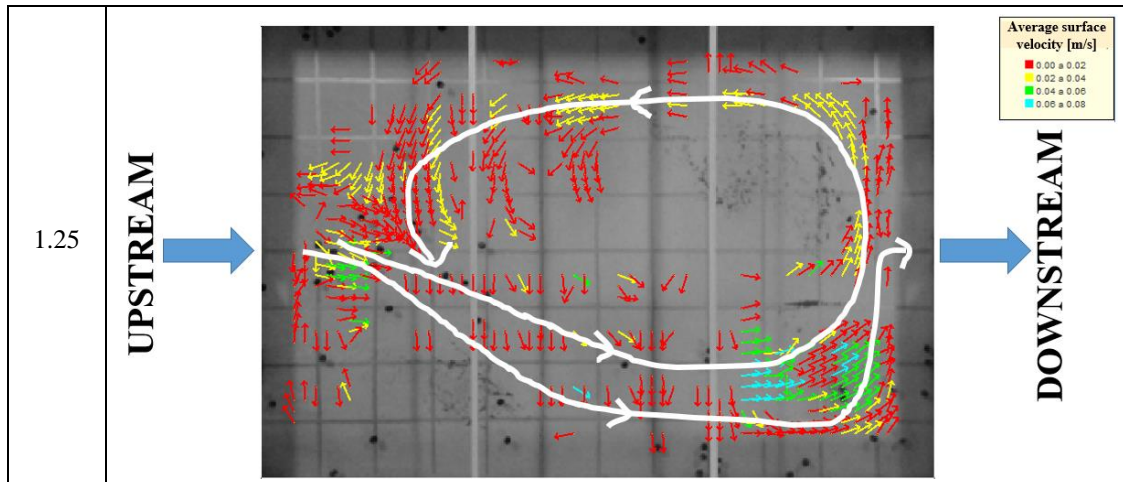 1.25
UPSTREAM
Average surface
velocity [m/s]
0.00 a 0.02
0.02 a 0.04
0.04 a 0.06
0.06 a 0.08
DOWNSTREAM